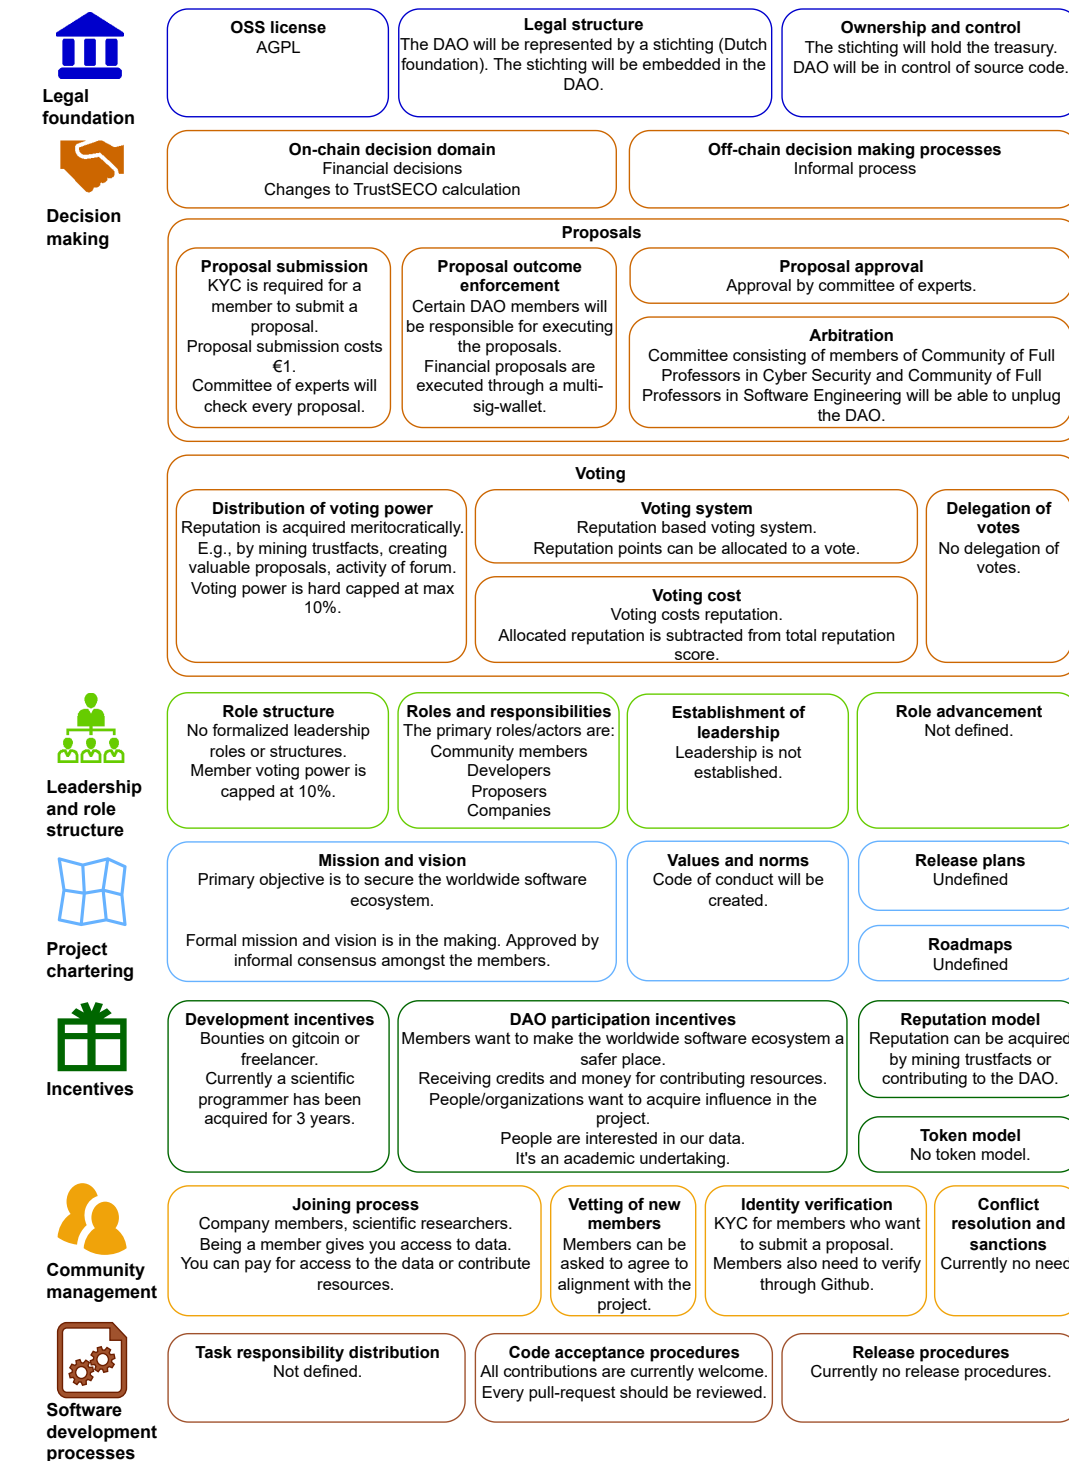 Legal
foundation
OSS license
AGPL
Legal structure
The DAO will be represented by a stichting (Dutch
foundation). The stichting will be embedded in the
DAO.
Ownership and control
The stichting will hold the treasury.
DAO will be in control of source code.
Decision
making
On-chain decision domain
Financial decisions
Changes to TrustSECO calculation
Off-chain decision making processes
Informal process
Proposals
Proposal submission
KYC is required for a
member to submit a
proposal.
Proposal submission costs
€1.
Committee of experts will
check every proposal.
Proposal outcome
enforcement
Certain DAO members will
be responsible for executing
the proposals.
Financial proposals are
executed through a multi-
sig-wallet.
Proposal approval
Approval by committee of experts.
Arbitration
Committee consisting of members of Community of Full
Professors in Cyber Security and Community of Full
Professors in Software Engineering will be able to unplug
the DAO.
Voting
Distribution of voting power
Reputation is acquired meritocratically.
E.g., by mining trustfacts, creating
valuable proposals, activity of forum.
Voting power is hard capped at max
10%.
Voting system
Reputation based voting system.
Reputation points can be allocated to a vote.
Voting cost
Voting costs reputation.
Allocated reputation is subtracted from total reputation
score.
Delegation of
votes
No delegation of
votes.
Leadership
and role
structure
Role structure
No formalized leadership
roles or structures.
Member voting power is
capped at 10%.
Roles and responsibilities
The primary roles/actors are:
Community members
Developers
Proposers
Companies
Establishment of
leadership
Leadership is not
established.
Role advancement
Not defined.
Project
chartering
Mission and vision
Primary objective is to secure the worldwide software
ecosystem.
Formal mission and vision is in the making. Approved by
informal consensus amongst the members.
Values and norms
Code of conduct will be
created.
Release plans
Undefined
Roadmaps
Undefined
Incentives
Development incentives
Bounties on gitcoin or
freelancer.
Currently a scientific
programmer has been
acquired for 3 years.
DAO participation incentives
Members want to make the worldwide software ecosystem a
safer place.
Receiving credits and money for contributing resources.
People/organizations want to acquire influence in the
project.
People are interested in our data.
It's an academic undertaking.
Reputation model
Reputation can be acquired
by mining trustfacts or
contributing to the DAO.
Token model
No token model.
Community
management
Joining process
Company members, scientific researchers.
Being a member gives you access to data.
You can pay for access to the data or contribute
resources.
Vetting of new
members
Members can be
asked to agree to
alignment with the
project.
Identity verification
KYC for members who want
to submit a proposal.
Members also need to verify
through Github.
Conflict
resolution and
sanctions
Currently no need
Software
development
processes
Task responsibility distribution
Not defined.
Code acceptance procedures
All contributions are currently welcome.
Every pull-request should be reviewed.
Release procedures
Currently no release procedures.